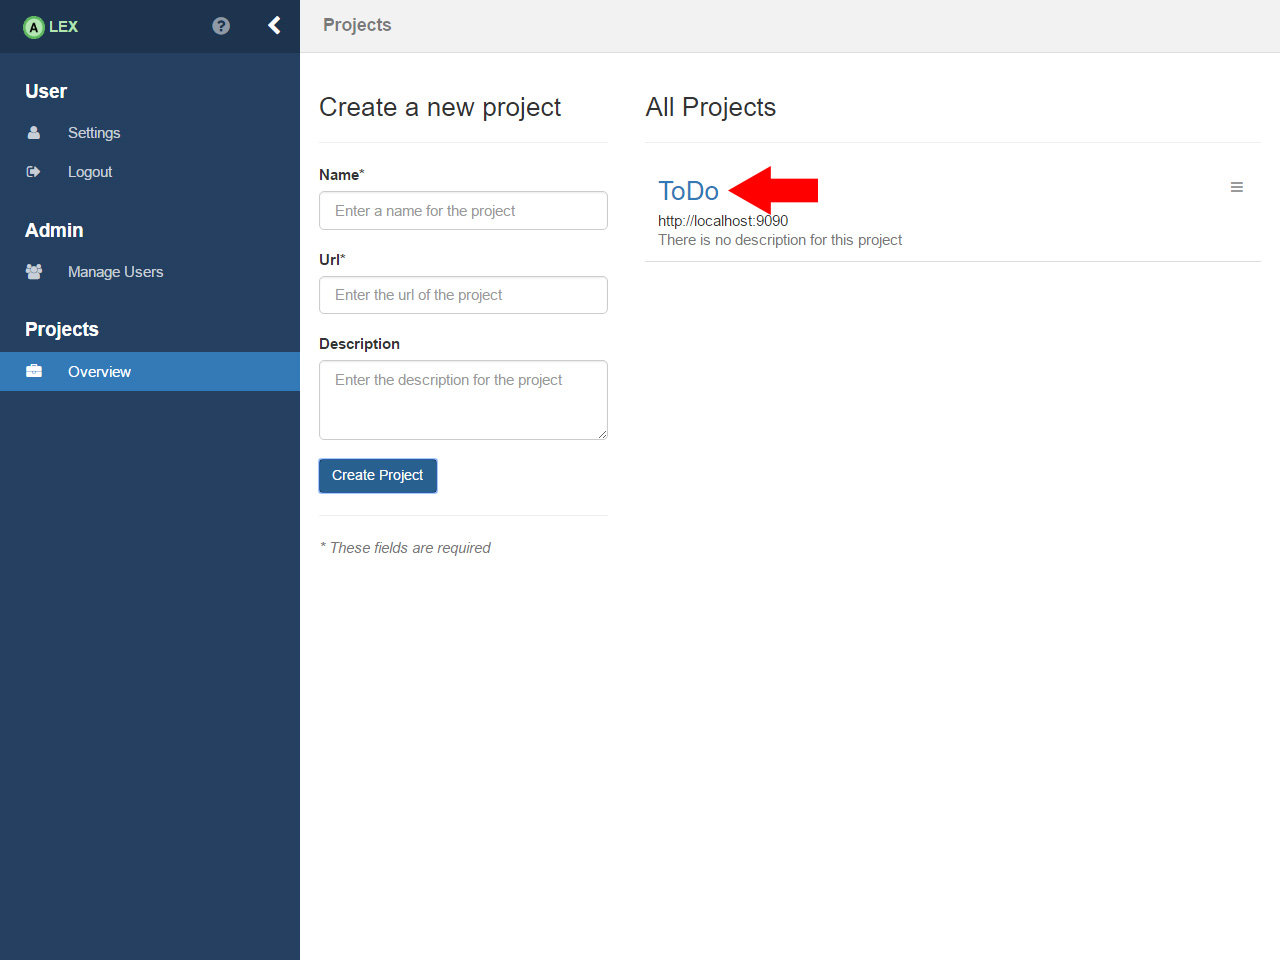 A LEX
?
Projects
User
Settings
Logout
Admin
Manage Users
Projects
Overview
Create a new project
Name*
Enter a name for the project
Url*
Enter the url of the project
Description
Enter the description for the project
Create Project
* These fields are required
All Projects
ToDo
http://localhost:9090
There is no description for this project